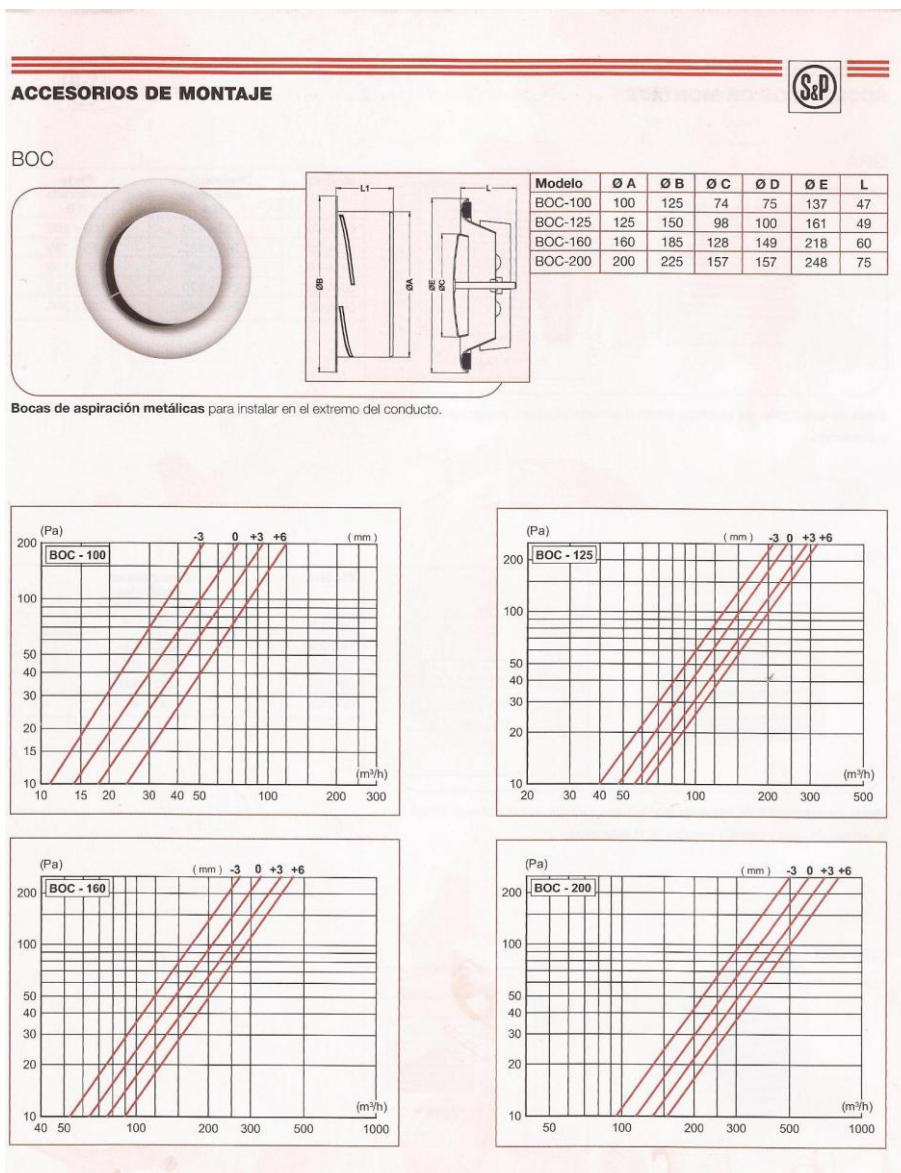 S&P
ACCESORIOS DE MONTAJE
BOC
L1
ØB
ØA
L
ØE
ØC
Modelo Ø A Ø B Ø C Ø D Ø E L
BOC-100 100 125 74 75 137 47
BOC-125 125 150 98 100 161 49
BOC-160 160 185 128 149 218 60
BOC-200 200 225 157 157 248 75
Bocas de aspiración metálicas para instalar en el extremo del conducto.
(Pa)
-3 0 +3 +6 (mm)
200
BOC - 100
100
50
40
30
20
15
10
(m³/h)
10 15 20 30 40 50 100 200 300
(Pa)
(mm) -3 0 +3 +6
200
BOC - 125
100
50
40
30
20
10
(m³/h)
20 30 40 50 100 200 300 500
(Pa)
(mm) -3 0 +3 +6
200
BOC - 160
100
50
40
30
20
10
(m³/h)
40 50 100 200 300 500 1000
(Pa)
(mm) -3 0 +3 +6
200
BOC - 200
100
50
40
30
20
10
(m³/h)
50 100 200 300 500 1000